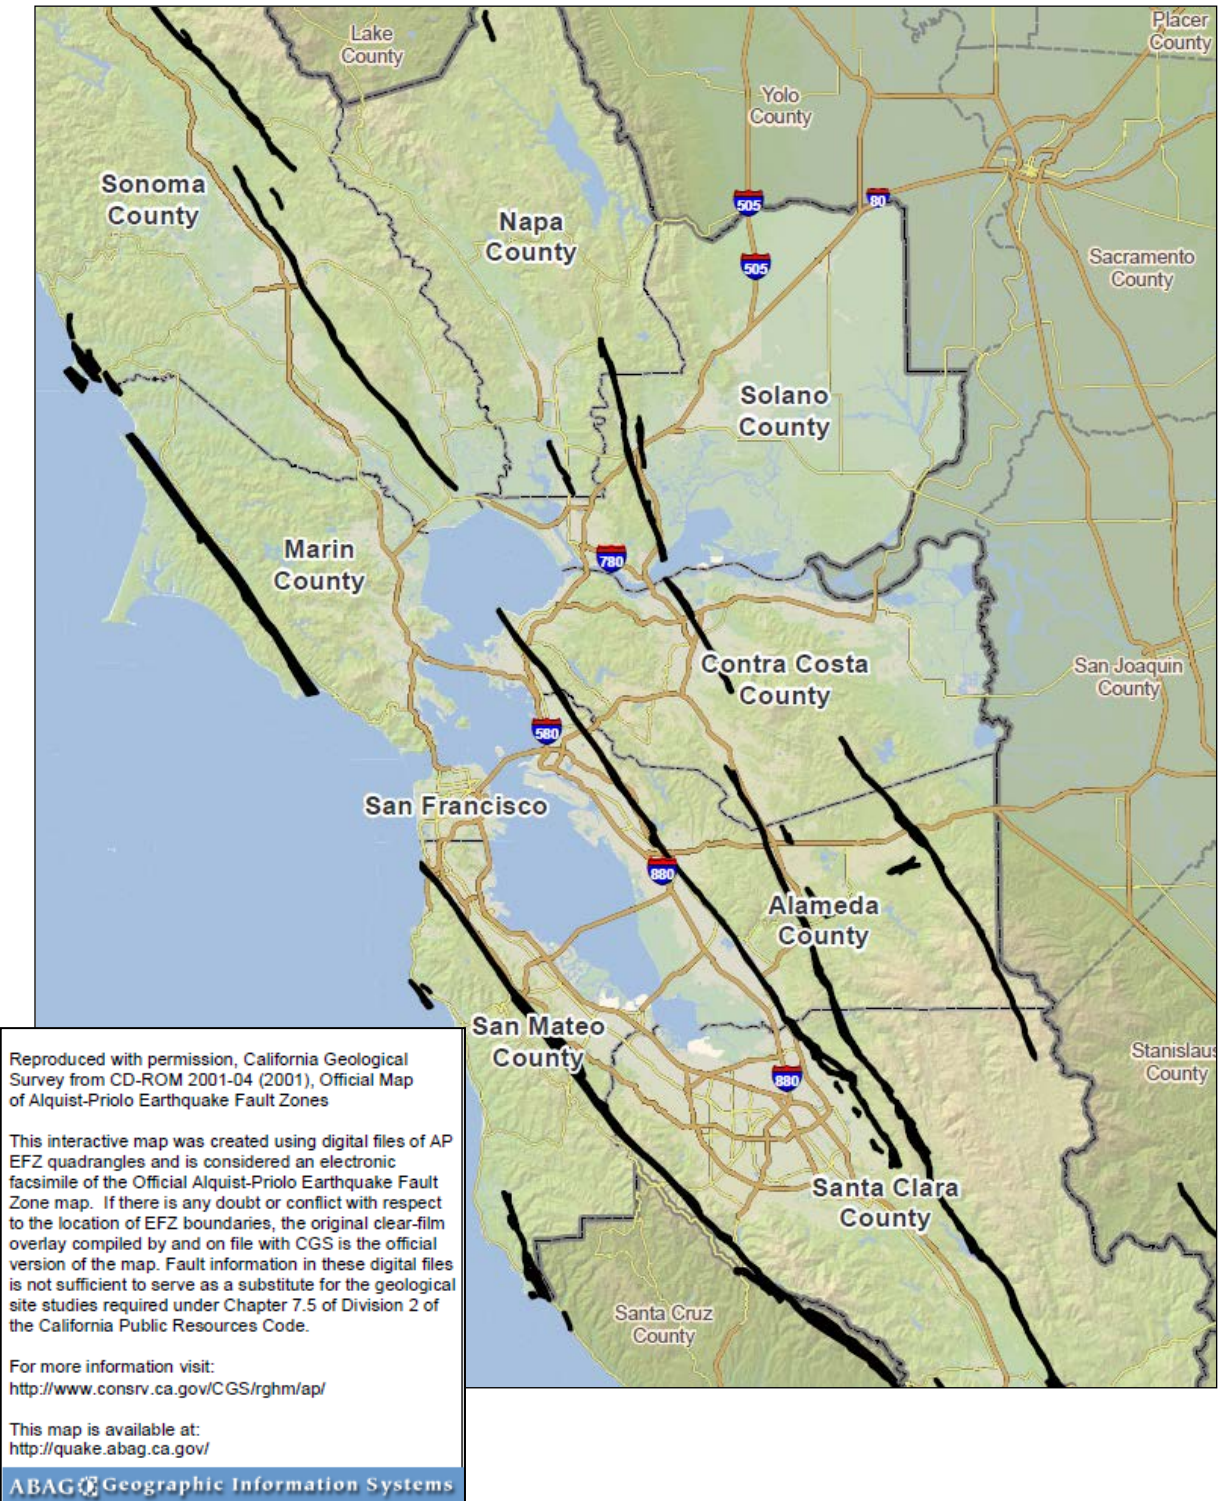 Lake
County
Placer
County
Yolo
County
Sonoma
County
Napa
County
505
80
505
Sacramento
County
Solano
County
Marin
County
780
Contra Costa
County
San Joaquin
County
580
San Francisco
880
Alameda
County
San Mateo
County
880
Stanislaus
County
Santa Clara
County
Santa Cruz
County
Reproduced with permission, California Geological
Survey from CD-ROM 2001-04 (2001), Official Map
of Alquist-Priolo Earthquake Fault Zones
This interactive map was created using digital files of AP
EFZ quadrangles and is considered an electronic
facsimile of the Official Alquist-Priolo Earthquake Fault
Zone map.  If there is any doubt or conflict with respect
to the location of EFZ boundaries, the original clear-film
overlay compiled by and on file with CGS is the official
version of the map. Fault information in these digital files
is not sufficient to serve as a substitute for the geological
site studies required under Chapter 7.5 of Division 2 of
the California Public Resources Code.
For more information visit:
http://www.consrv.ca.gov/CGS/rghm/ap/
This map is available at:
http://quake.abag.ca.gov/
ABAG Geographic Information Systems